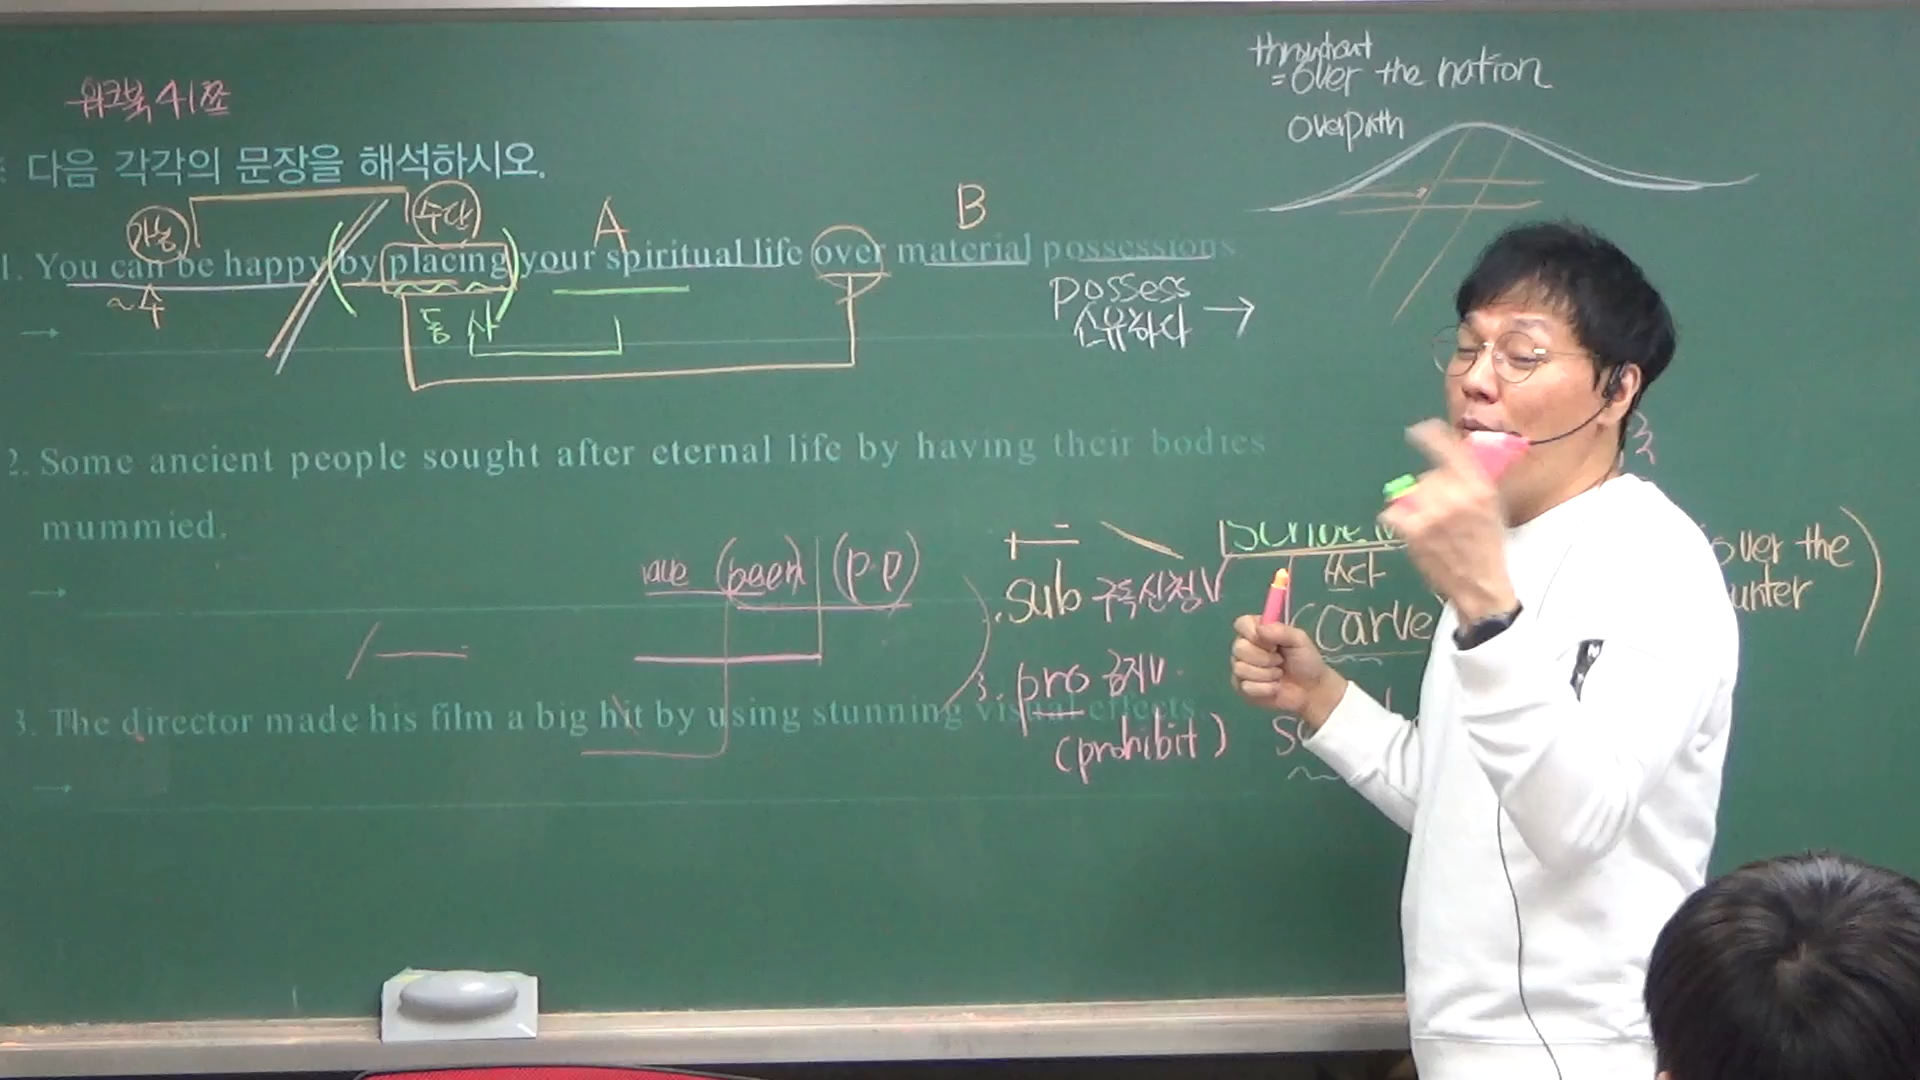 워크북 41쪽
throughout
= over the nation
overpath
다음 각각의 문장을 해석하시오.
가능
수단
A
B
1. You can be happy by placing your spiritual life over material possessions
~수
동사
possess
소유하다 →
→
2. Some ancient people sought after eternal life by having their bodies
mummied.
→
(been) (p.p)
sub 구독신청V
(carve
over the
3. pro 금지V.
(prohibit)
3. The director made his film a big hit by using stunning visual effects
→